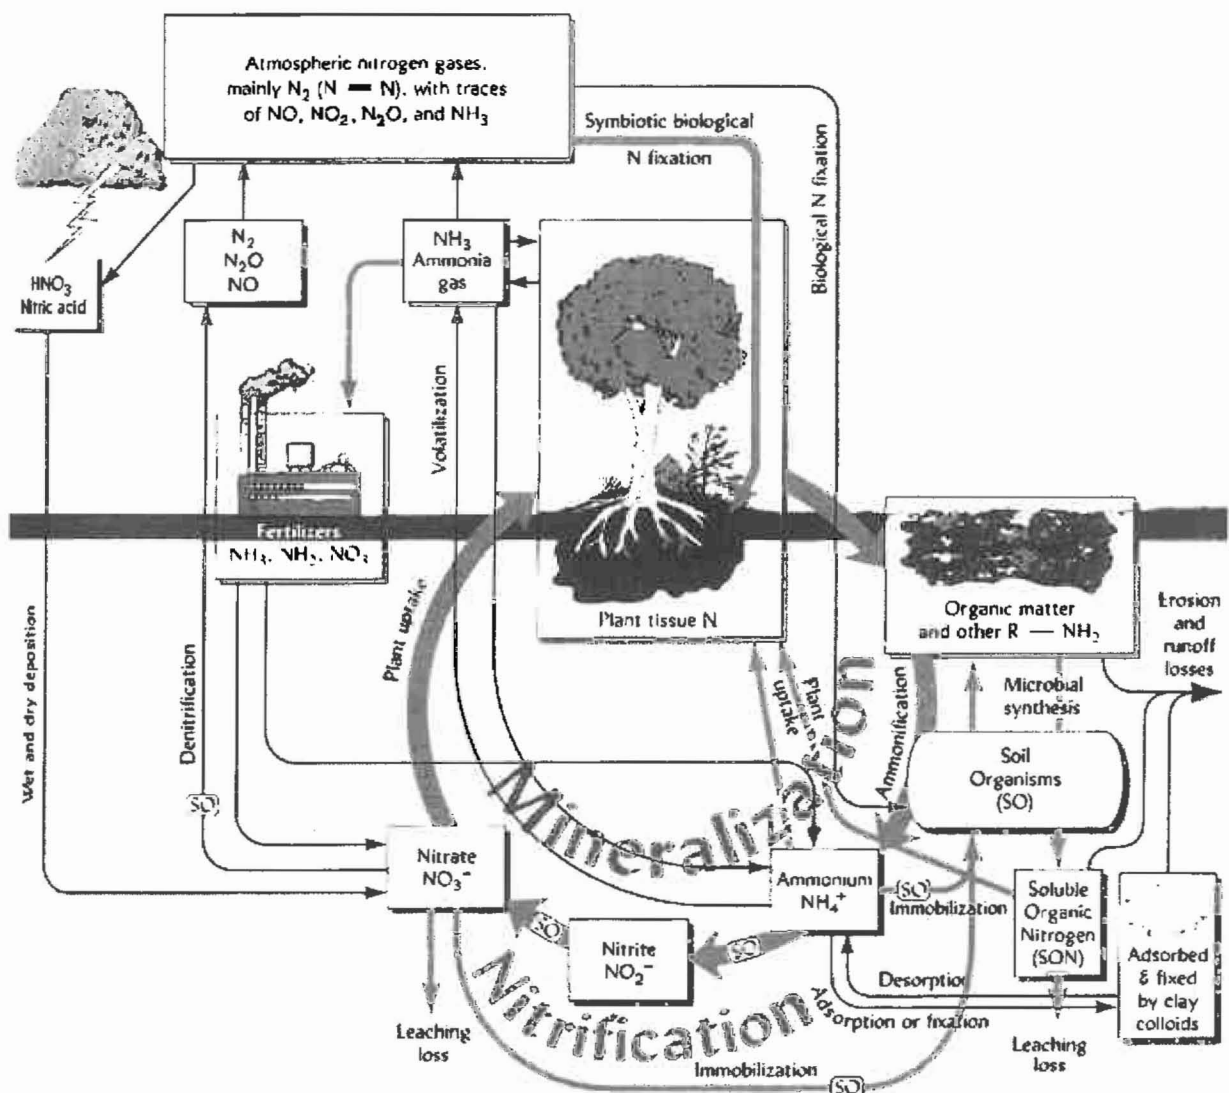 Atmospheric nitrogen gases,
mainly N₂ (N ═ N), with traces
of NO, NO₂, N₂O, and NH₃
Symbiotic biological
N fixation
Biological N fixation
N₂
N₂O
NO
NH₃
Ammonia
gas
HNO₃
Nitric acid
Volatilization
Fertilizers
NH₃, NH₂, NO₃
Plant tissue N
Organic matter
and other R — NH₂
Erosion
and
runoff
losses
Wet and dry deposition
Denitrification
SO
Plant uptake
Plant
uptake
Mineralization
Ammonification
Microbial
synthesis
Soil
Organisms
(SO)
Nitrate
NO₃⁻
Ammonium
NH₄⁺
SO
Immobilization
Soluble
Organic
Nitrogen
(SON)
Adsorbed
& fixed
by clay
colloids
SO
Nitrite
NO₂⁻
SO
Nitrification
Desorption
Adsorption or fixation
Leaching
loss
Leaching
loss
Immobilization
SO